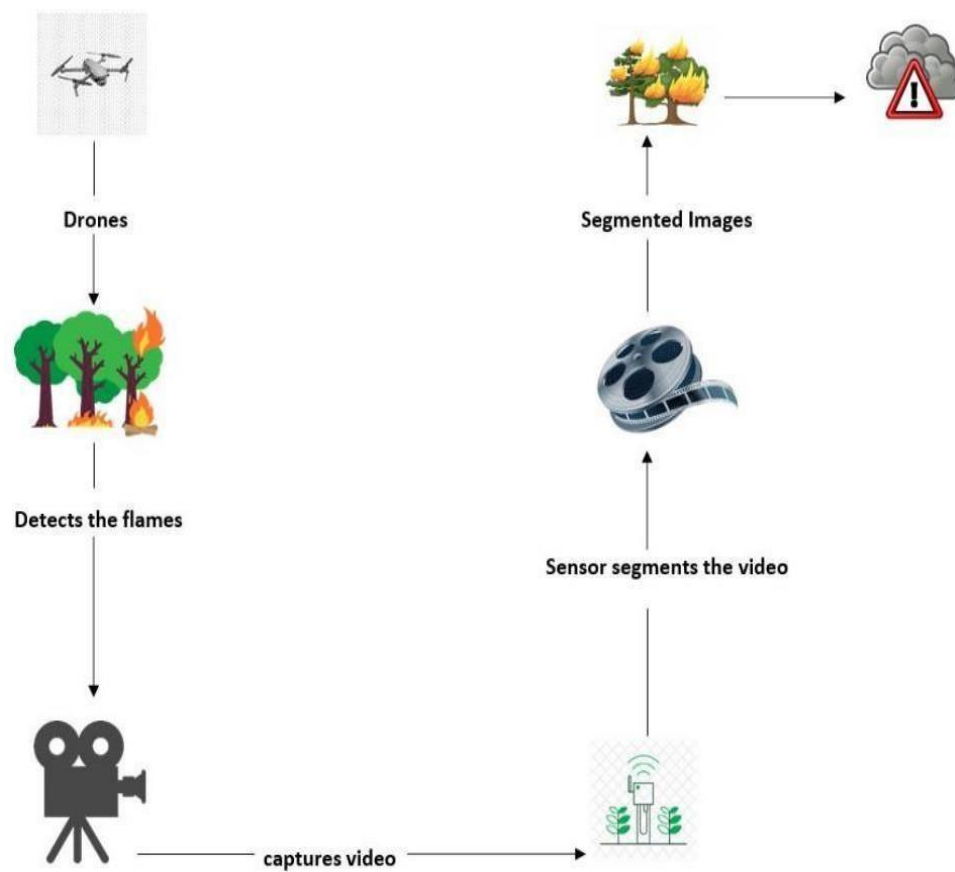 Drones
Detects the flames
captures video
Sensor segments the video
Segmented Images
!